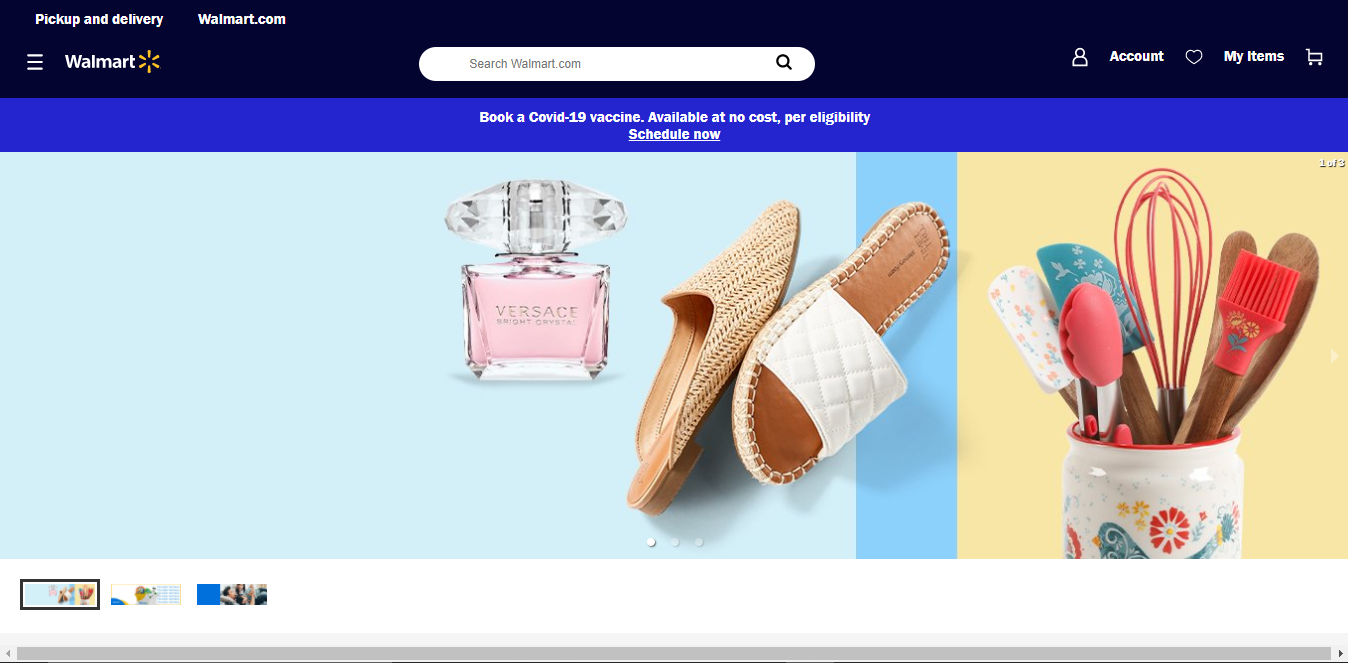 Pickup and delivery
Walmart.com
Walmart
Search Walmart.com
Account
My Items
Book a Covid-19 vaccine. Available at no cost, per eligibility
Schedule now
1 of 3
VERSACE
BRIGHT CRYSTAL